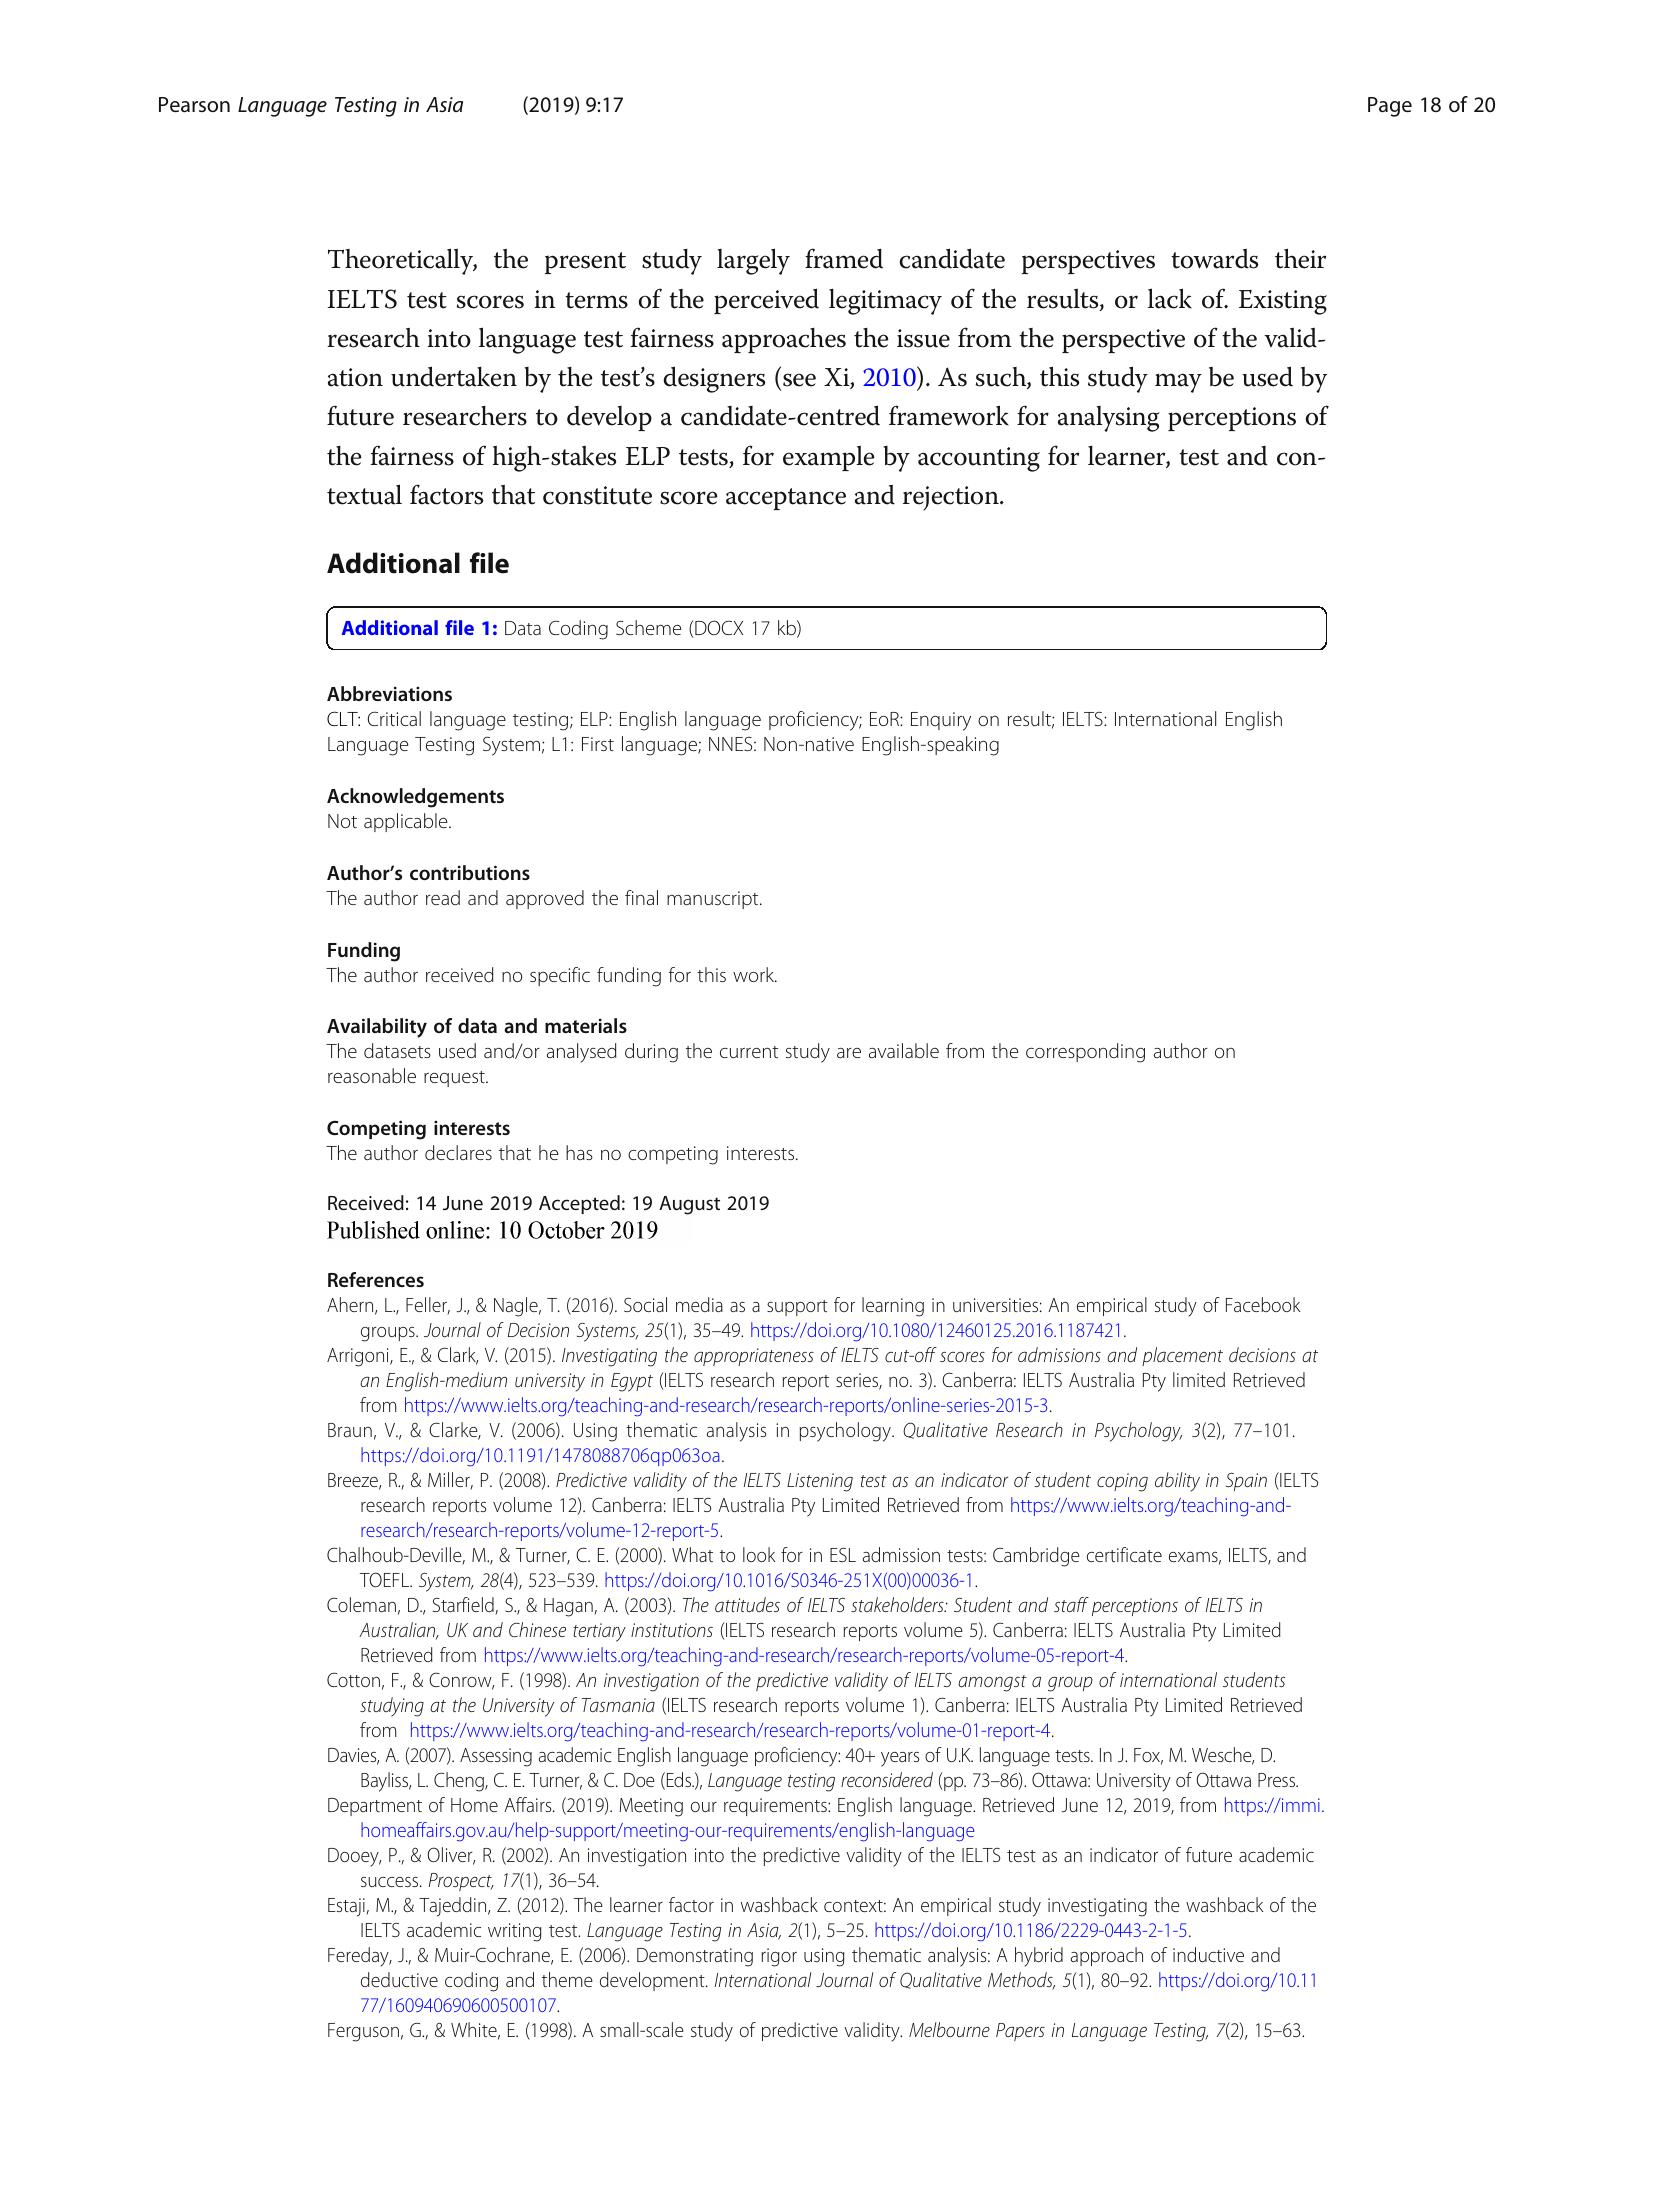 Pearson Language Testing in Asia (2019) 9:17 Page 18 of 20
Theoretically, the present study largely framed candidate perspectives towards their
IELTS test scores in terms of the perceived legitimacy of the results, or lack of. Existing
research into language test fairness approaches the issue from the perspective of the valid-
ation undertaken by the test’s designers (see Xi, 2010). As such, this study may be used by
future researchers to develop a candidate-centred framework for analysing perceptions of
the fairness of high-stakes ELP tests, for example by accounting for learner, test and con-
textual factors that constitute score acceptance and rejection.
Additional file
Additional file 1: Data Coding Scheme (DOCX 17 kb)
Abbreviations
CLT: Critical language testing; ELP: English language proficiency; EoR: Enquiry on result; IELTS: International English
Language Testing System; L1: First language; NNES: Non-native English-speaking
Acknowledgements
Not applicable.
Author’s contributions
The author read and approved the final manuscript.
Funding
The author received no specific funding for this work.
Availability of data and materials
The datasets used and/or analysed during the current study are available from the corresponding author on
reasonable request.
Competing interests
The author declares that he has no competing interests.
Received: 14 June 2019 Accepted: 19 August 2019
Published online: 10 October 2019
References
Ahern, L., Feller, J., & Nagle, T. (2016). Social media as a support for learning in universities: An empirical study of Facebook
groups. Journal of Decision Systems, 25(1), 35–49. https://doi.org/10.1080/12460125.2016.1187421.
Arrigoni, E., & Clark, V. (2015). Investigating the appropriateness of IELTS cut-off scores for admissions and placement decisions at
an English-medium university in Egypt (IELTS research report series, no. 3). Canberra: IELTS Australia Pty limited Retrieved
from https://www.ielts.org/teaching-and-research/research-reports/online-series-2015-3.
Braun, V., & Clarke, V. (2006). Using thematic analysis in psychology. Qualitative Research in Psychology, 3(2), 77–101.
https://doi.org/10.1191/1478088706qp063oa.
Breeze, R., & Miller, P. (2008). Predictive validity of the IELTS Listening test as an indicator of student coping ability in Spain (IELTS
research reports volume 12). Canberra: IELTS Australia Pty Limited Retrieved from https://www.ielts.org/teaching-and-
research/research-reports/volume-12-report-5.
Chalhoub-Deville, M., & Turner, C. E. (2000). What to look for in ESL admission tests: Cambridge certificate exams, IELTS, and
TOEFL. System, 28(4), 523–539. https://doi.org/10.1016/S0346-251X(00)00036-1.
Coleman, D., Starfield, S., & Hagan, A. (2003). The attitudes of IELTS stakeholders: Student and staff perceptions of IELTS in
Australian, UK and Chinese tertiary institutions (IELTS research reports volume 5). Canberra: IELTS Australia Pty Limited
Retrieved from https://www.ielts.org/teaching-and-research/research-reports/volume-05-report-4.
Cotton, F., & Conrow, F. (1998). An investigation of the predictive validity of IELTS amongst a group of international students
studying at the University of Tasmania (IELTS research reports volume 1). Canberra: IELTS Australia Pty Limited Retrieved
from https://www.ielts.org/teaching-and-research/research-reports/volume-01-report-4.
Davies, A. (2007). Assessing academic English language proficiency: 40+ years of U.K. language tests. In J. Fox, M. Wesche, D.
Bayliss, L. Cheng, C. E. Turner, & C. Doe (Eds.), Language testing reconsidered (pp. 73–86). Ottawa: University of Ottawa Press.
Department of Home Affairs. (2019). Meeting our requirements: English language. Retrieved June 12, 2019, from https://immi.
homeaffairs.gov.au/help-support/meeting-our-requirements/english-language
Dooey, P., & Oliver, R. (2002). An investigation into the predictive validity of the IELTS test as an indicator of future academic
success. Prospect, 17(1), 36–54.
Estaji, M., & Tajeddin, Z. (2012). The learner factor in washback context: An empirical study investigating the washback of the
IELTS academic writing test. Language Testing in Asia, 2(1), 5–25. https://doi.org/10.1186/2229-0443-2-1-5.
Fereday, J., & Muir-Cochrane, E. (2006). Demonstrating rigor using thematic analysis: A hybrid approach of inductive and
deductive coding and theme development. International Journal of Qualitative Methods, 5(1), 80–92. https://doi.org/10.11
77/160940690600500107.
Ferguson, G., & White, E. (1998). A small-scale study of predictive validity. Melbourne Papers in Language Testing, 7(2), 15–63.